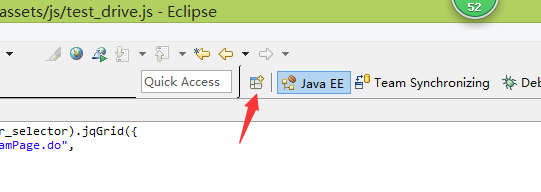 assets/js/test_drive.js - Eclipse
52
Quick Access
Java EE
Team Synchronizing
Deb
r_selector).jqGrid({
amPage.do",